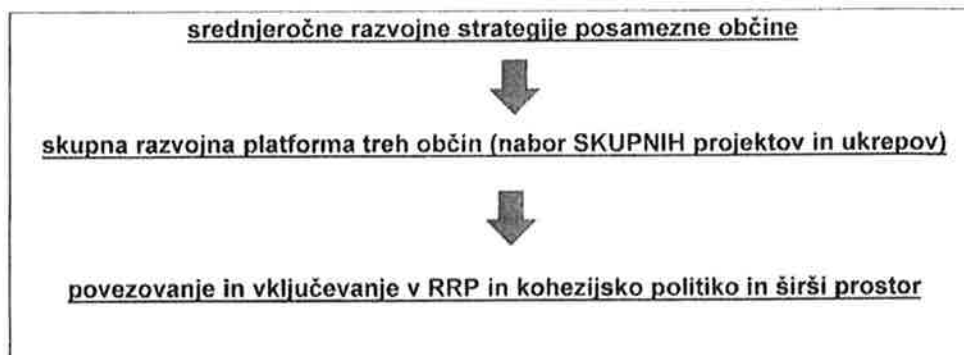 srednjeročne razvojne strategije posamezne občine
skupna razvojna platforma treh občin (nabor SKUPNIH projektov in ukrepov)
povezovanje in vključevanje v RRP in kohezijsko politiko in širši prostor